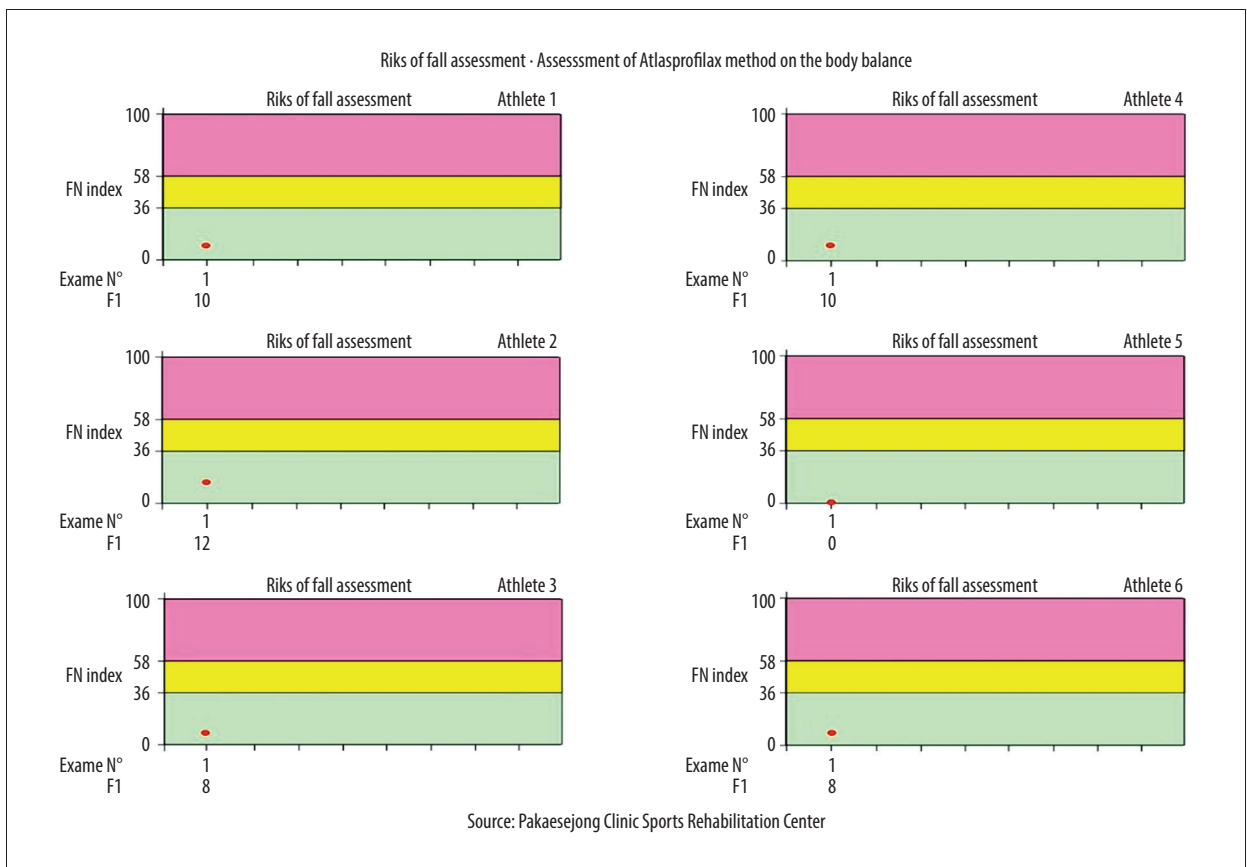 Riks of fall assessment · Assesssment of Atlasprofilax method on the body balance
Riks of fall assessment Athlete 1
100
58
FN index
36
0
Exame N° 1
F1 10
Riks of fall assessment Athlete 2
100
58
FN index
36
0
Exame N° 1
F1 12
Riks of fall assessment Athlete 3
100
58
FN index
36
0
Exame N° 1
F1 8
Riks of fall assessment Athlete 4
100
58
FN index
36
0
Exame N° 1
F1 10
Riks of fall assessment Athlete 5
100
58
FN index
36
0
Exame N° 1
F1 0
Riks of fall assessment Athlete 6
100
58
FN index
36
0
Exame N° 1
F1 8
Source: Pakaesejong Clinic Sports Rehabilitation Center